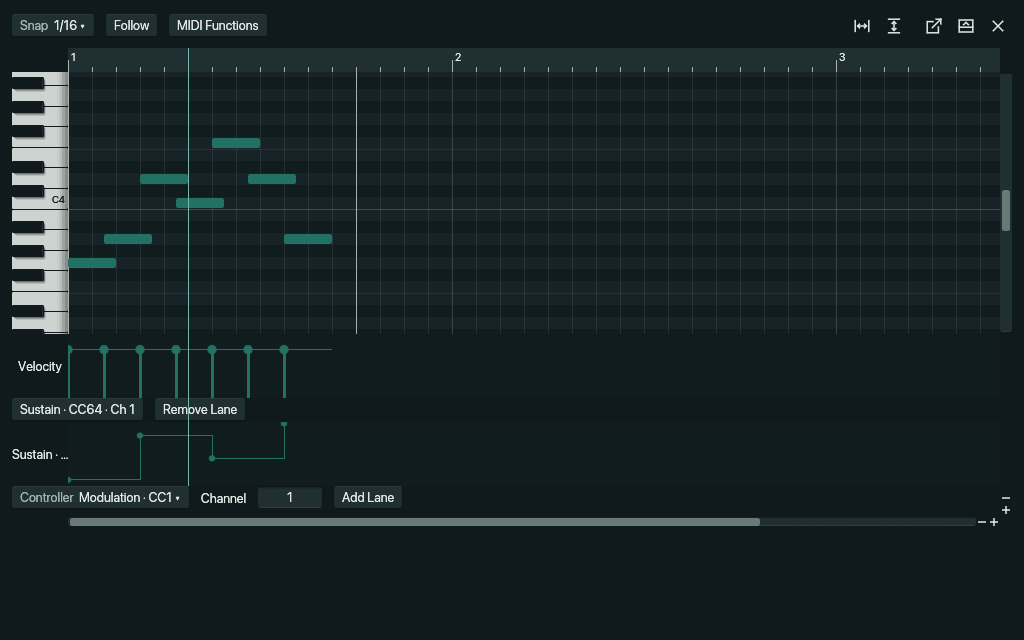 Snap 1/16 Follow MIDI Functions
1 2 3
C4
Velocity
Sustain · CC64 · Ch 1 Remove Lane
Sustain · ...
Controller Modulation · CC1 Channel 1 Add Lane